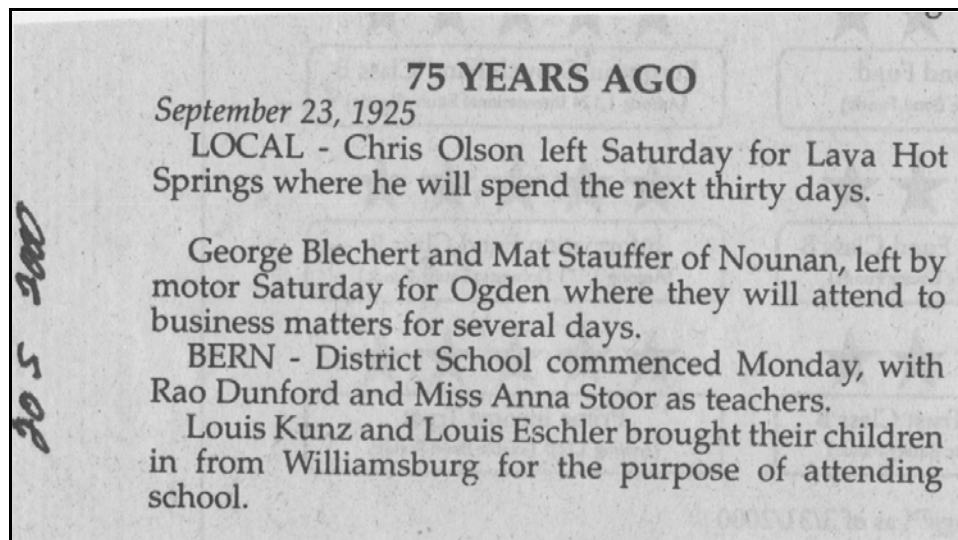 75 YEARS AGO
September 23, 1925
LOCAL - Chris Olson left Saturday for Lava Hot
Springs where he will spend the next thirty days.
George Blechert and Mat Stauffer of Nounan, left by
motor Saturday for Ogden where they will attend to
business matters for several days.
BERN - District School commenced Monday, with
Rao Dunford and Miss Anna Stoor as teachers.
Louis Kunz and Louis Eschler brought their children
in from Williamsburg for the purpose of attending
school.